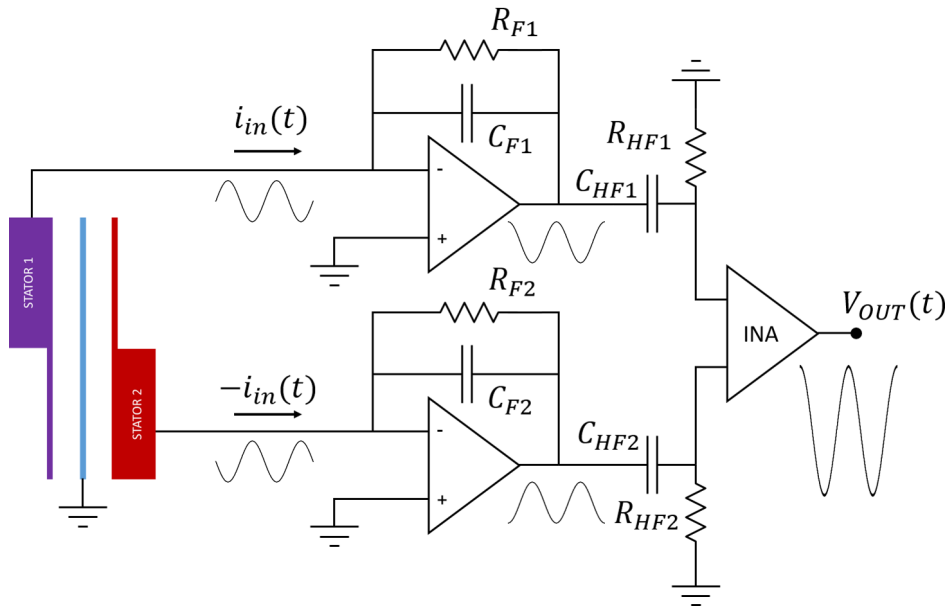 R_{F1}
i_{in}(t)
C_{F1}
R_{HF1}
-
C_{HF1}
+
STATOR 1
R_{F2}
V_{OUT}(t)
INA
STATOR 2
−i_{in}(t)
C_{F2}
-
C_{HF2}
+
R_{HF2}